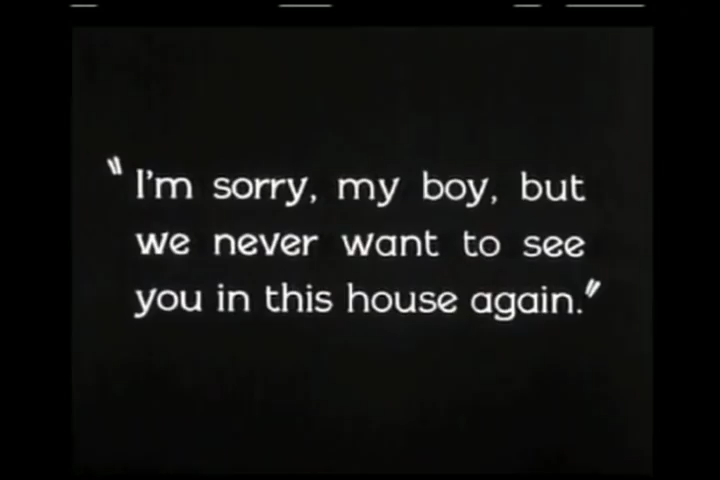 "I'm sorry, my boy, but
we never want to see
you in this house again."